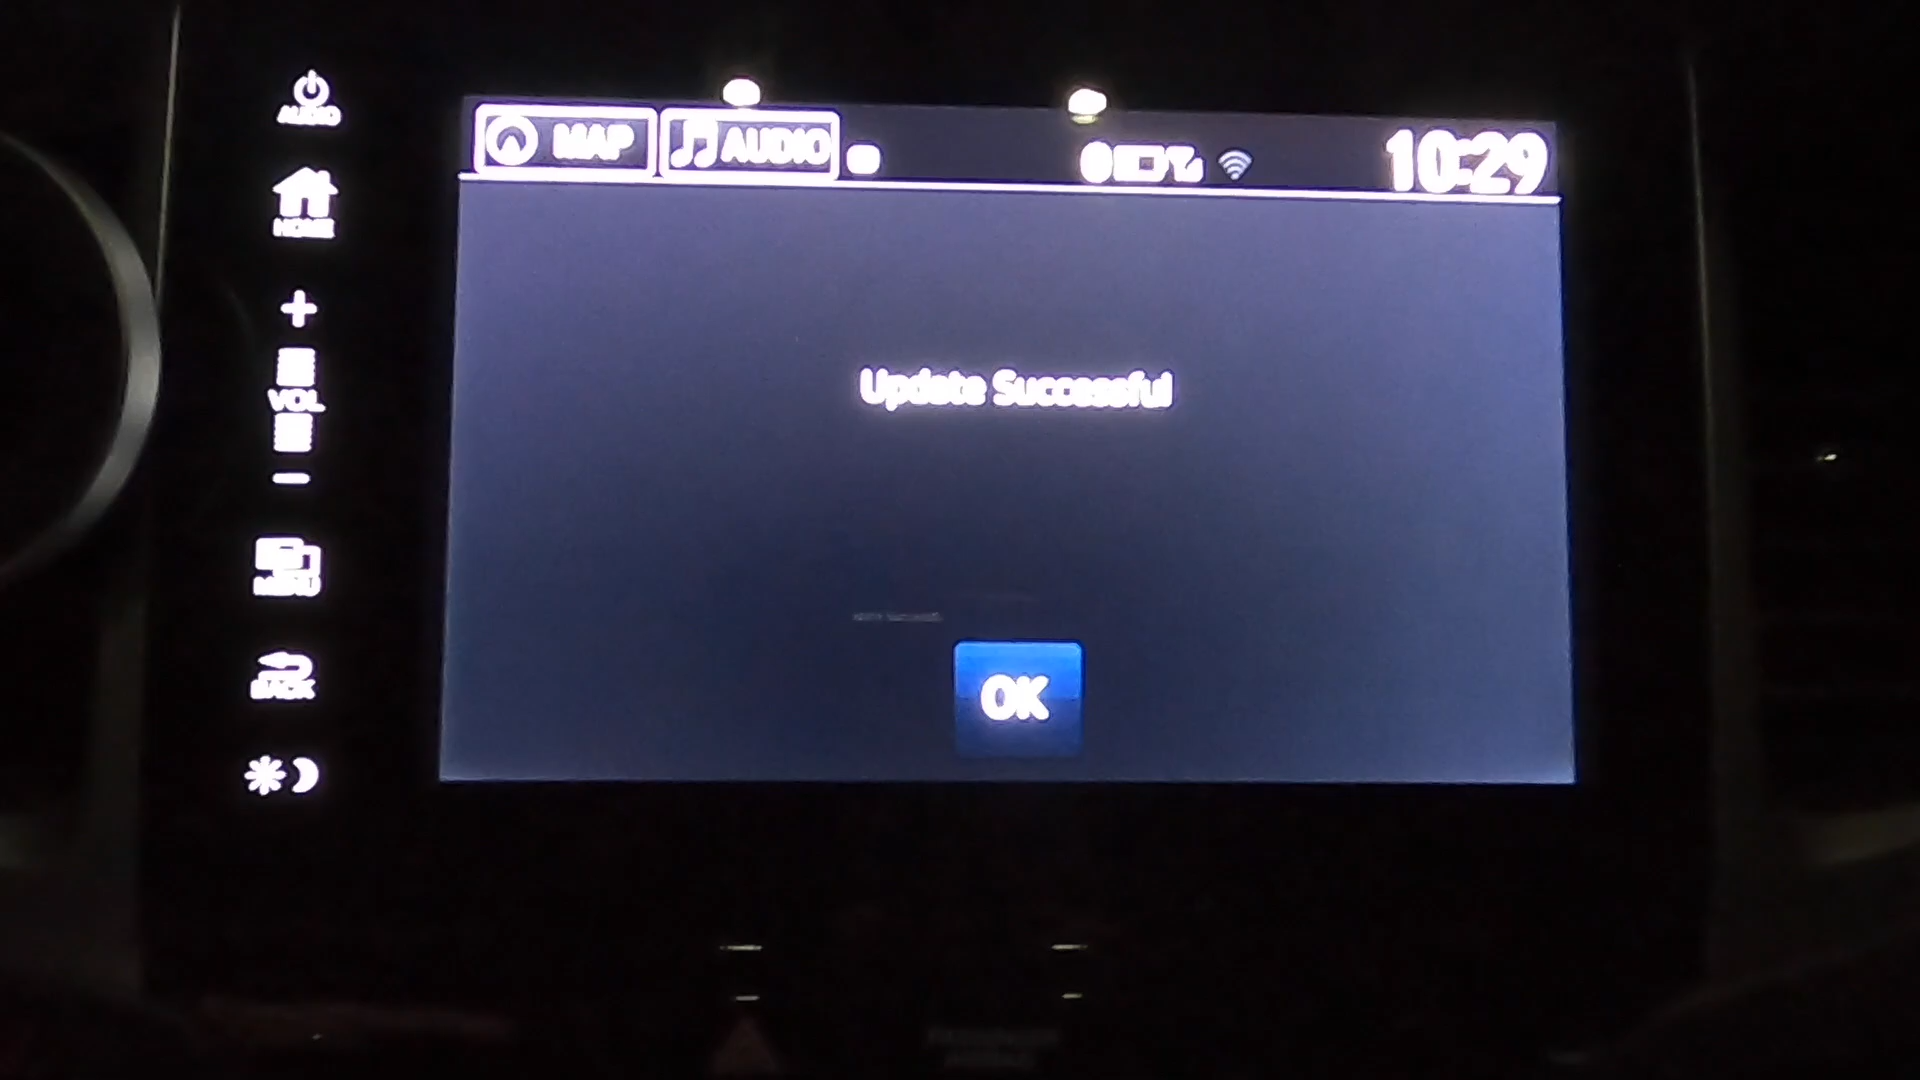 AUDIO
MAP
AUDIO
10:29
HOME
VOL
Update Successful
MENU
BACK
OK